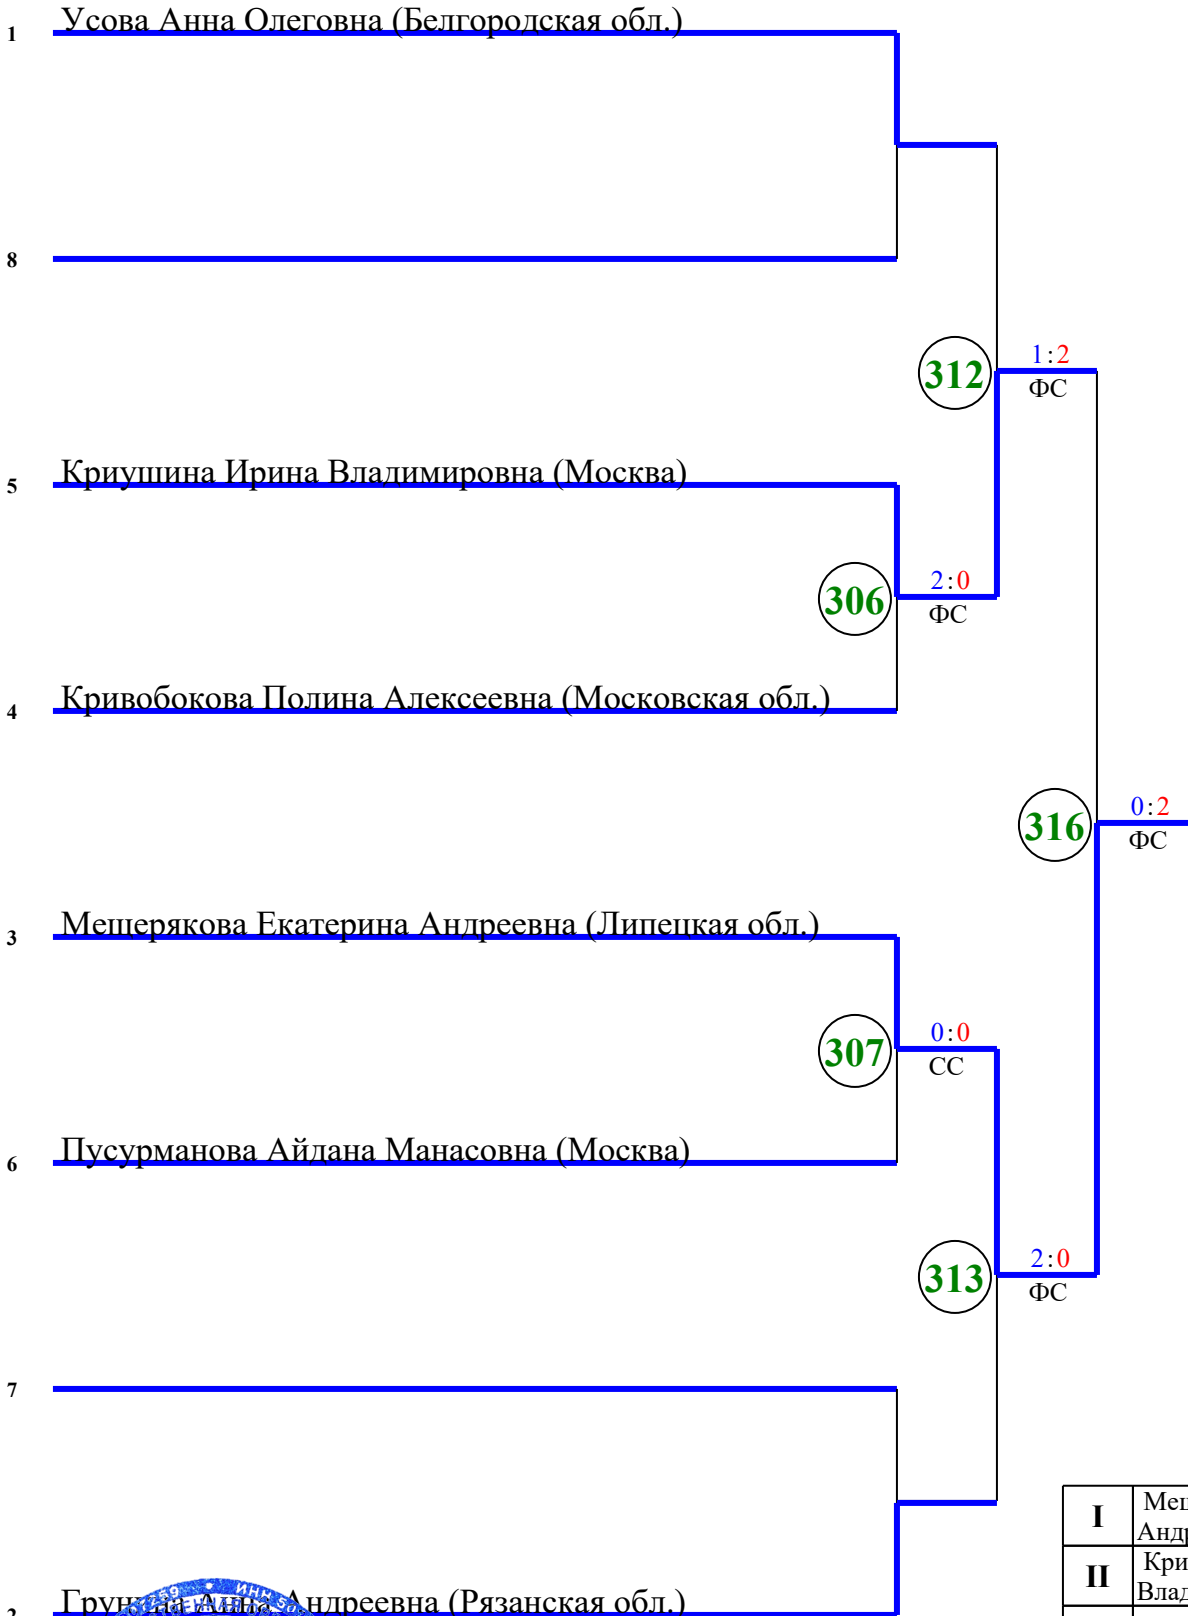 1 Усова Анна Олеговна (Белгородская обл.)
8
312 1:2
ФС
5 Криушина Ирина Владимировна (Москва)
306 2:0
ФС
4 Кривобокова Полина Алексеевна (Московская обл.)
316 0:2
ФС
3 Мещерякова Екатерина Андреевна (Липецкая обл.)
307 0:0
СС
6 Пусурманова Айдана Манасовна (Москва)
313 2:0
ФС
7
I
II
2 Андреевна (Рязанская обл.)
ИНН